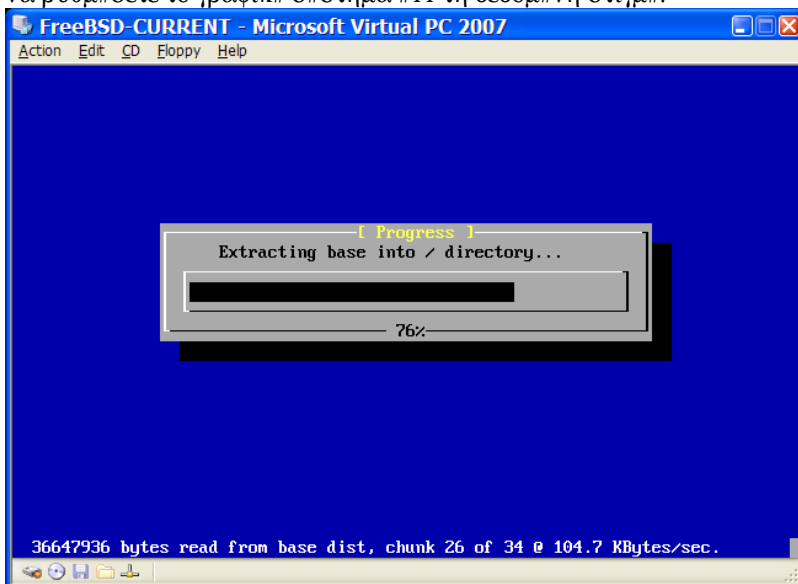 FreeBSD-CURRENT - Microsoft Virtual PC 2007
Action Edit CD Floppy Help
[ Progress ]
Extracting base into / directory...
76%
36647936 bytes read from base dist, chunk 26 of 34 @ 104.7 KBytes/sec.